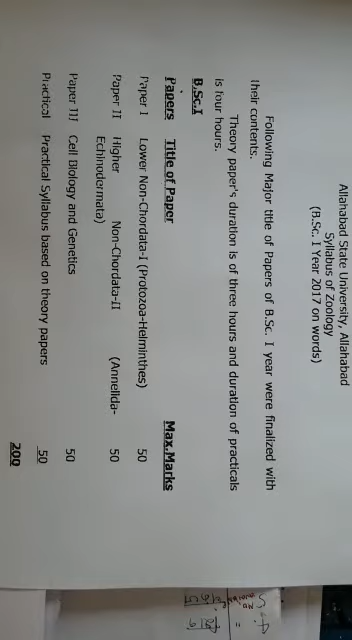 Allahabad State University, Allahabad
Syllabus of Zoology
(B.Sc. I Year 2017 on words)
Following Major title of Papers of B.Sc. I year were finalized with
their contents.
Theory paper's duration is of three hours and duration of practicals
is four hours.
B.Sc.I
Papers Title of Paper Max.Marks
Paper I Lower Non-Chordata-I (Protozoa-Helminthes) 50
Paper II Higher Non-Chordata-II (Annelida- 50
Echinodermata)
Paper III Cell Biology and Genetics 50
Practical Practical Syllabus based on theory papers 50
200